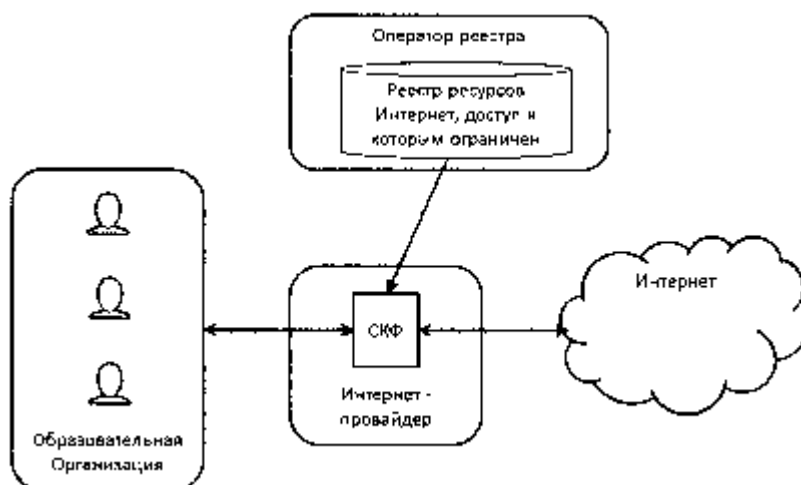 Оператор реестра
Реестр ресурсов
Интернет, доступ к
которым ограничен
Интернет
СКФ
Интернет -
провайдер
Образовательная
Организация